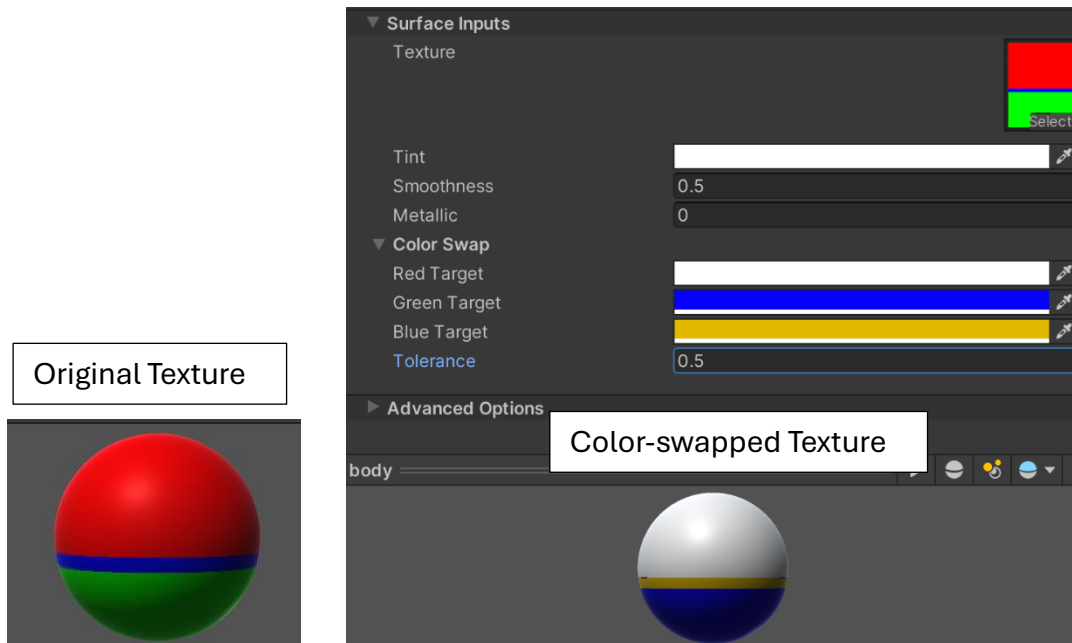 Surface Inputs
Texture
Select
Tint
Smoothness 0.5
Metallic 0
Color Swap
Red Target
Green Target
Blue Target
Tolerance 0.5
Advanced Options
Original Texture
Color-swapped Texture
body